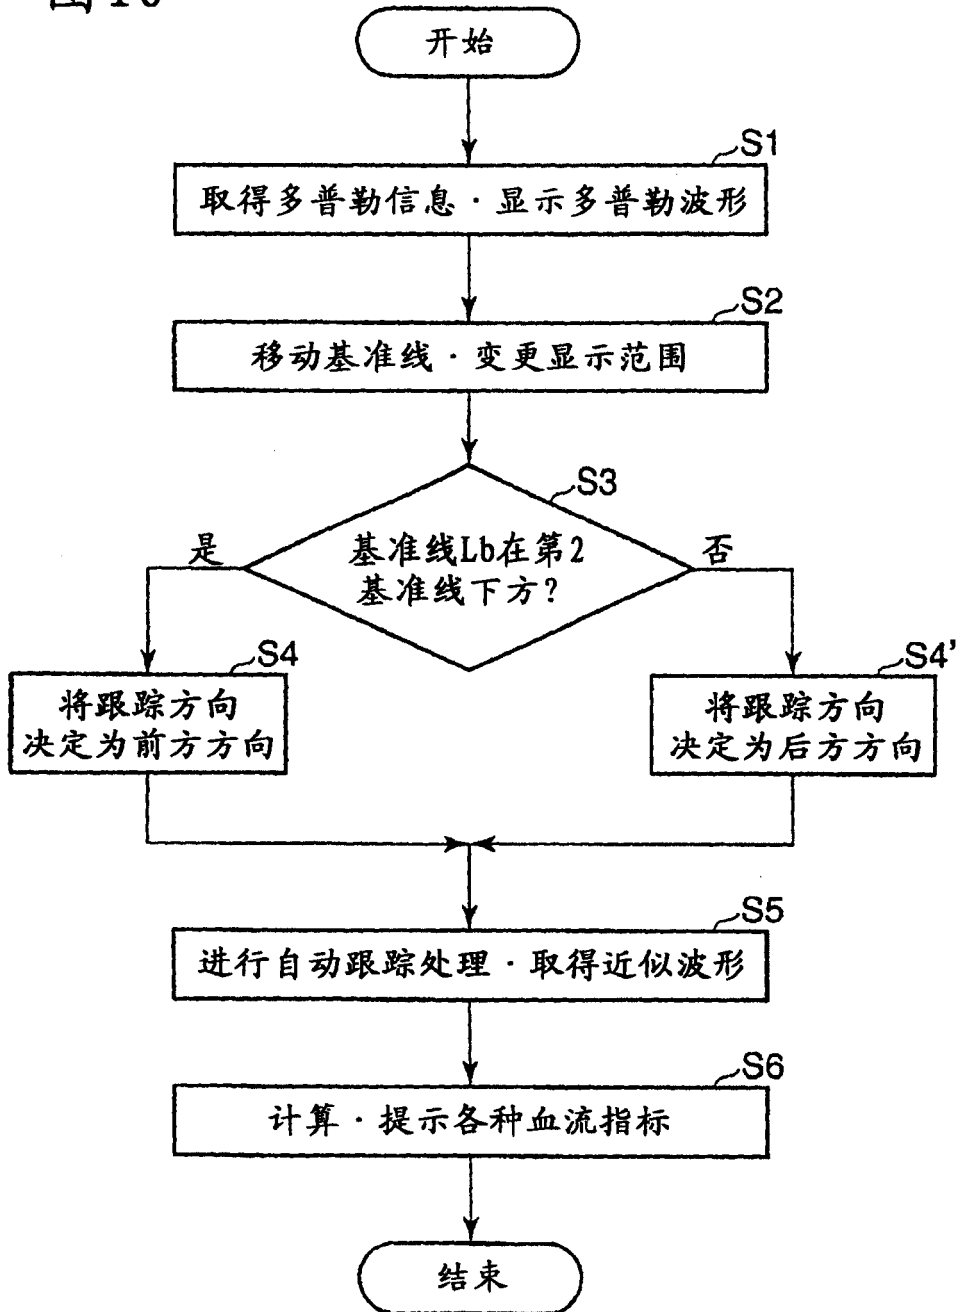 开始
S1
取得多普勒信息·显示多普勒波形
S2
移动基准线·变更显示范围
S3
基准线Lb在第2
基准线下方?
是
否
S4
将跟踪方向
决定为前方方向
S4'
将跟踪方向
决定为后方方向
S5
进行自动跟踪处理·取得近似波形
S6
计算·提示各种血流指标
结束